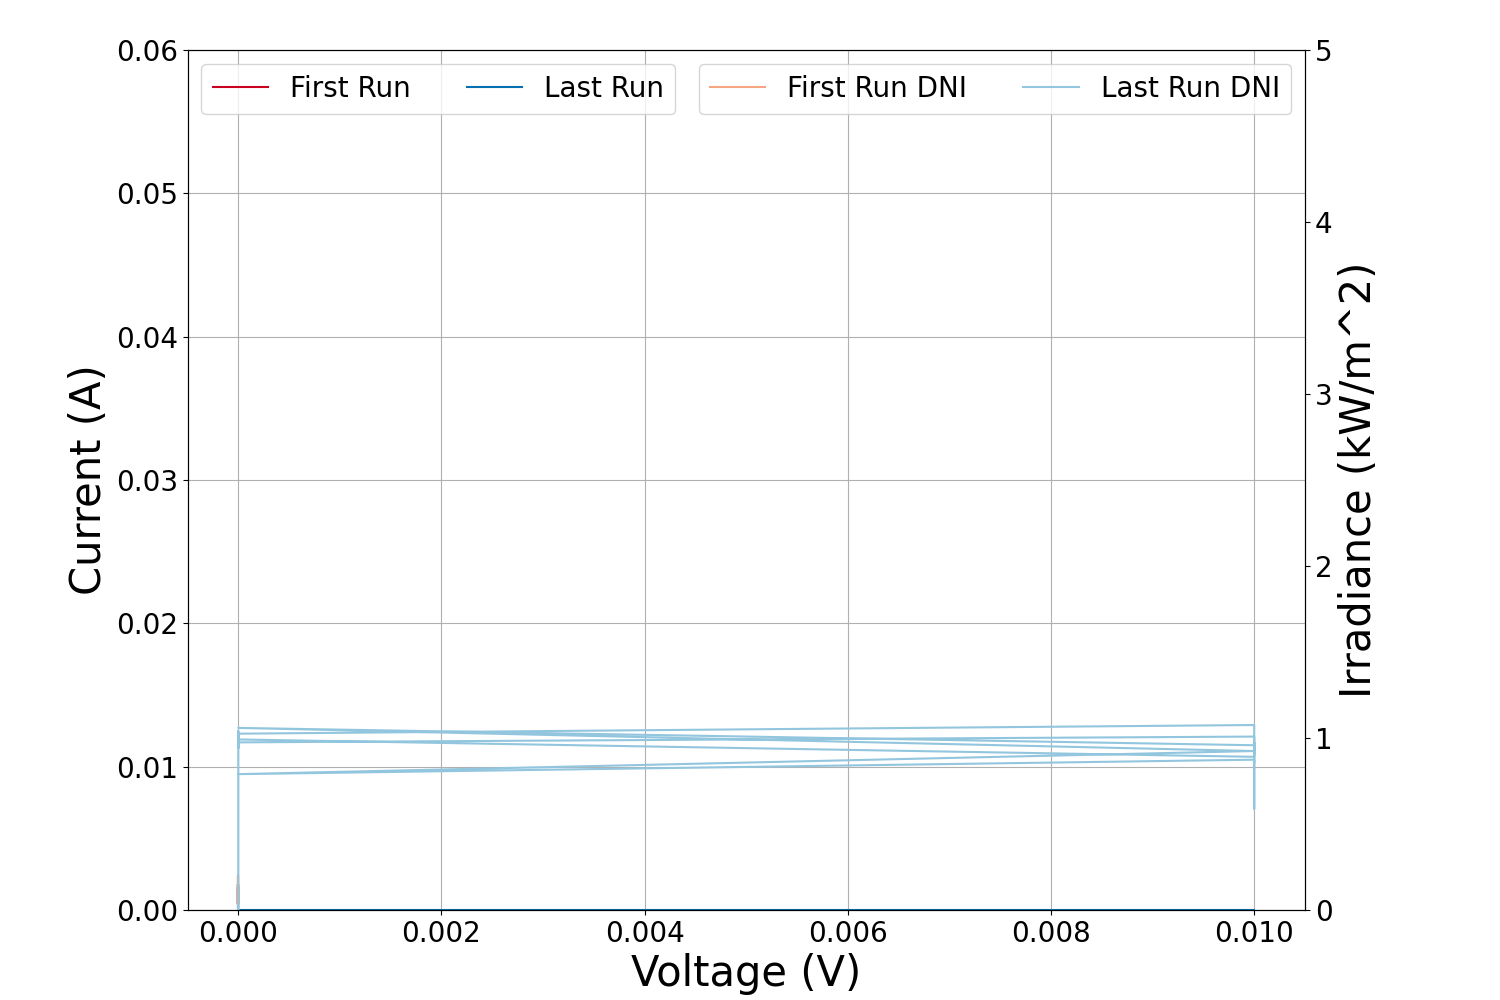 First Run
Last Run
First Run DNI
Last Run DNI
Current (A)
0.06
0.05
0.04
0.03
0.02
0.01
0.00
5
4
3
2
1
0
Irradiance (kW/m^2)
0.000
0.002
0.004
0.006
0.008
0.010
Voltage (V)